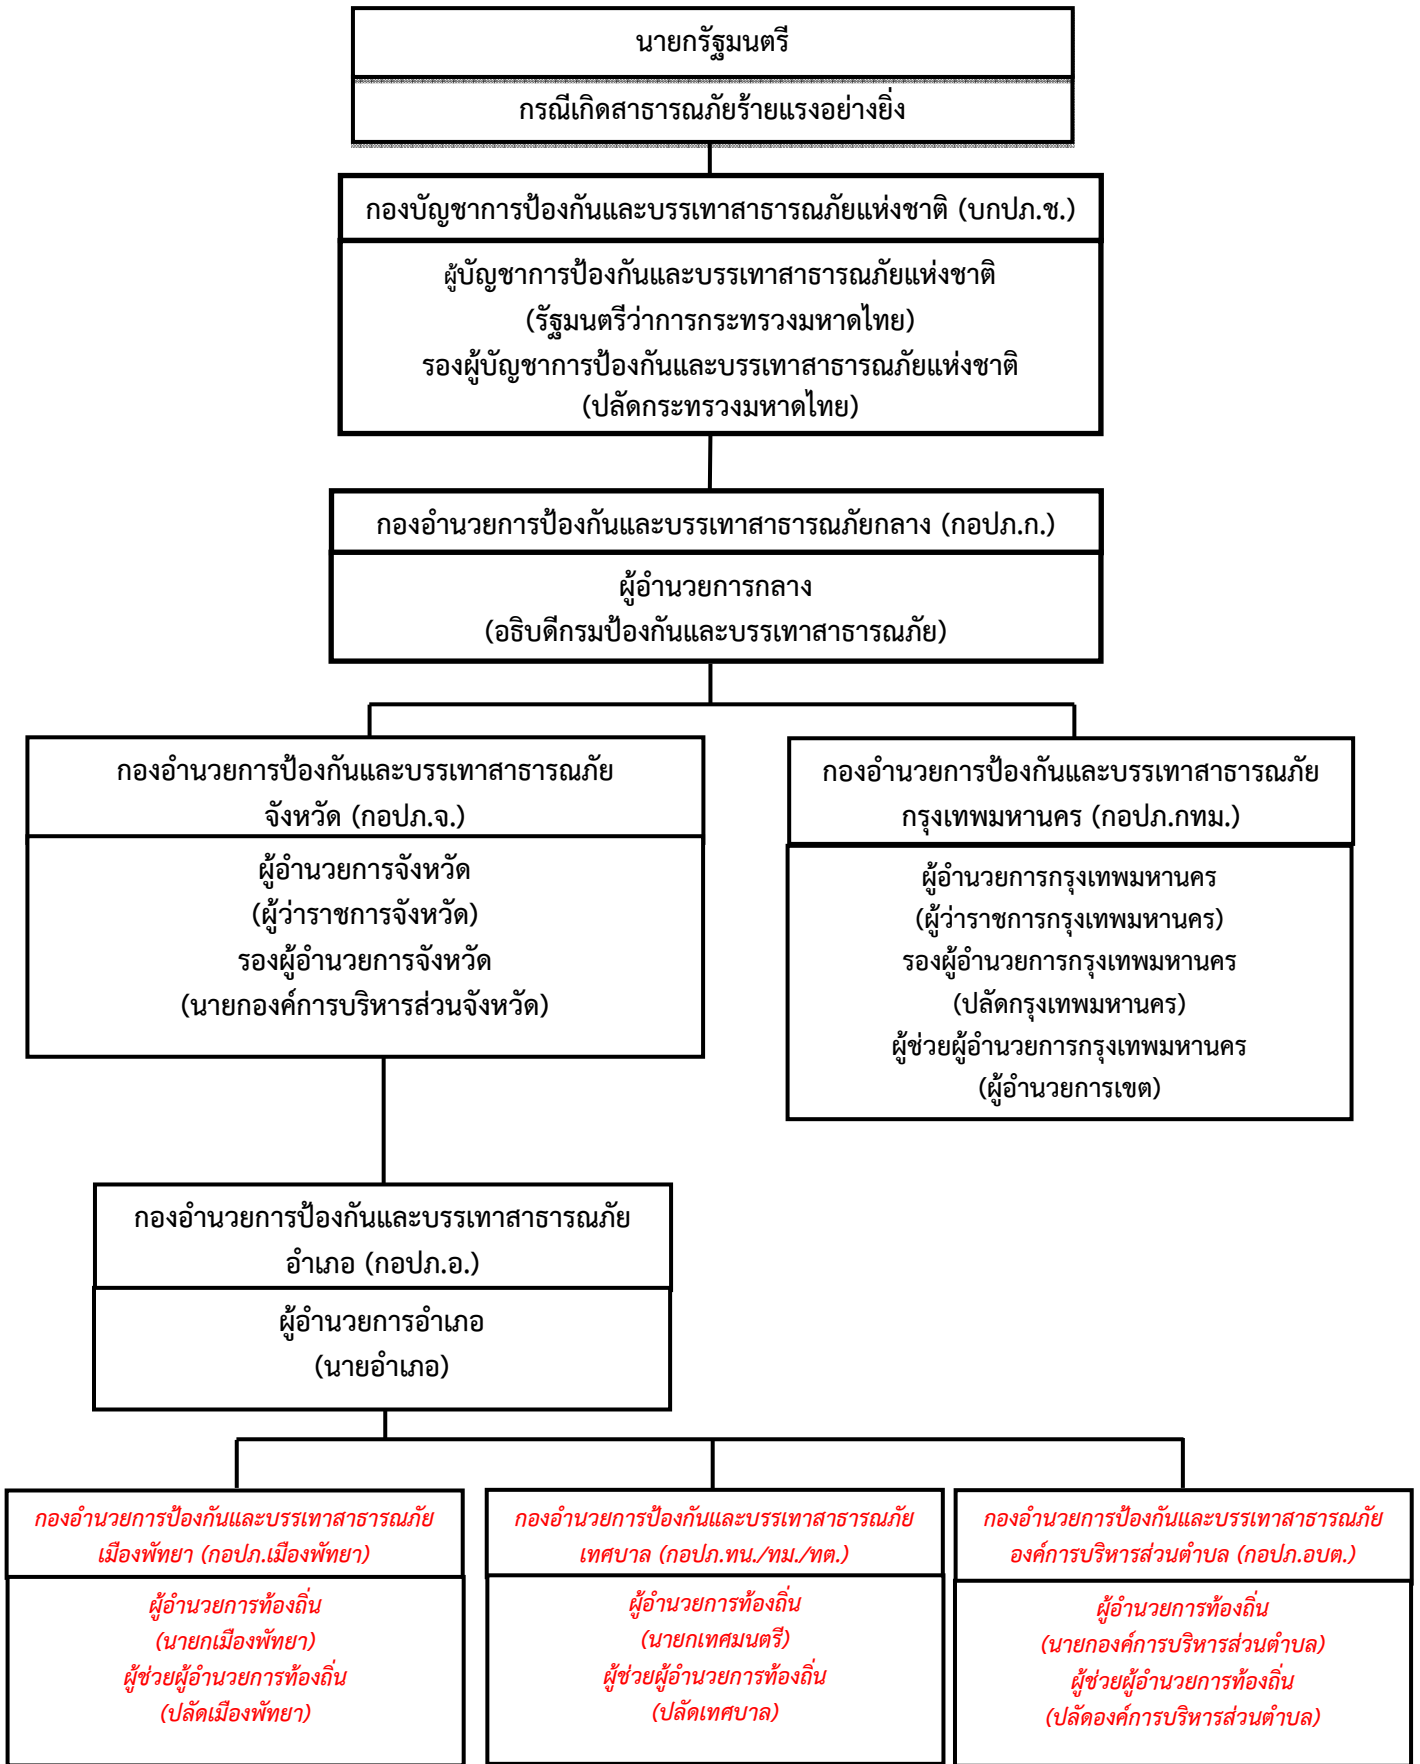 นายกรัฐมนตรี
กรณีเกิดสาธารณภัยร้ายแรงอย่างยิ่ง
กองบัญชาการป้องกันและบรรเทาสาธารณภัยแห่งชาติ (บกปภ.ช.)
ผู้บัญชาการป้องกันและบรรเทาสาธารณภัยแห่งชาติ
(รัฐมนตรีว่าการกระทรวงมหาดไทย)
รองผู้บัญชาการป้องกันและบรรเทาสาธารณภัยแห่งชาติ
(ปลัดกระทรวงมหาดไทย)
กองอำนวยการป้องกันและบรรเทาสาธารณภัยกลาง (กอปภ.ก.)
ผู้อำนวยการกลาง
(อธิบดีกรมป้องกันและบรรเทาสาธารณภัย)
กองอำนวยการป้องกันและบรรเทาสาธารณภัย
จังหวัด (กอปภ.จ.)
ผู้อำนวยการจังหวัด
(ผู้ว่าราชการจังหวัด)
รองผู้อำนวยการจังหวัด
(นายกองค์การบริหารส่วนจังหวัด)
กองอำนวยการป้องกันและบรรเทาสาธารณภัย
กรุงเทพมหานคร (กอปภ.กทม.)
ผู้อำนวยการกรุงเทพมหานคร
(ผู้ว่าราชการกรุงเทพมหานคร)
รองผู้อำนวยการกรุงเทพมหานคร
(ปลัดกรุงเทพมหานคร)
ผู้ช่วยผู้อำนวยการกรุงเทพมหานคร
(ผู้อำนวยการเขต)
กองอำนวยการป้องกันและบรรเทาสาธารณภัย
อำเภอ (กอปภ.อ.)
ผู้อำนวยการอำเภอ
(นายอำเภอ)
กองอำนวยการป้องกันและบรรเทาสาธารณภัย
เมืองพัทยา (กอปภ.เมืองพัทยา)
ผู้อำนวยการท้องถิ่น
(นายกเมืองพัทยา)
ผู้ช่วยผู้อำนวยการท้องถิ่น
(ปลัดเมืองพัทยา)
กองอำนวยการป้องกันและบรรเทาสาธารณภัย
เทศบาล (กอปภ.ทน./ทม./ทต.)
ผู้อำนวยการท้องถิ่น
(นายกเทศมนตรี)
ผู้ช่วยผู้อำนวยการท้องถิ่น
(ปลัดเทศบาล)
กองอำนวยการป้องกันและบรรเทาสาธารณภัย
องค์การบริหารส่วนตำบล (กอปภ.อบต.)
ผู้อำนวยการท้องถิ่น
(นายกองค์การบริหารส่วนตำบล)
ผู้ช่วยผู้อำนวยการท้องถิ่น
(ปลัดองค์การบริหารส่วนตำบล)